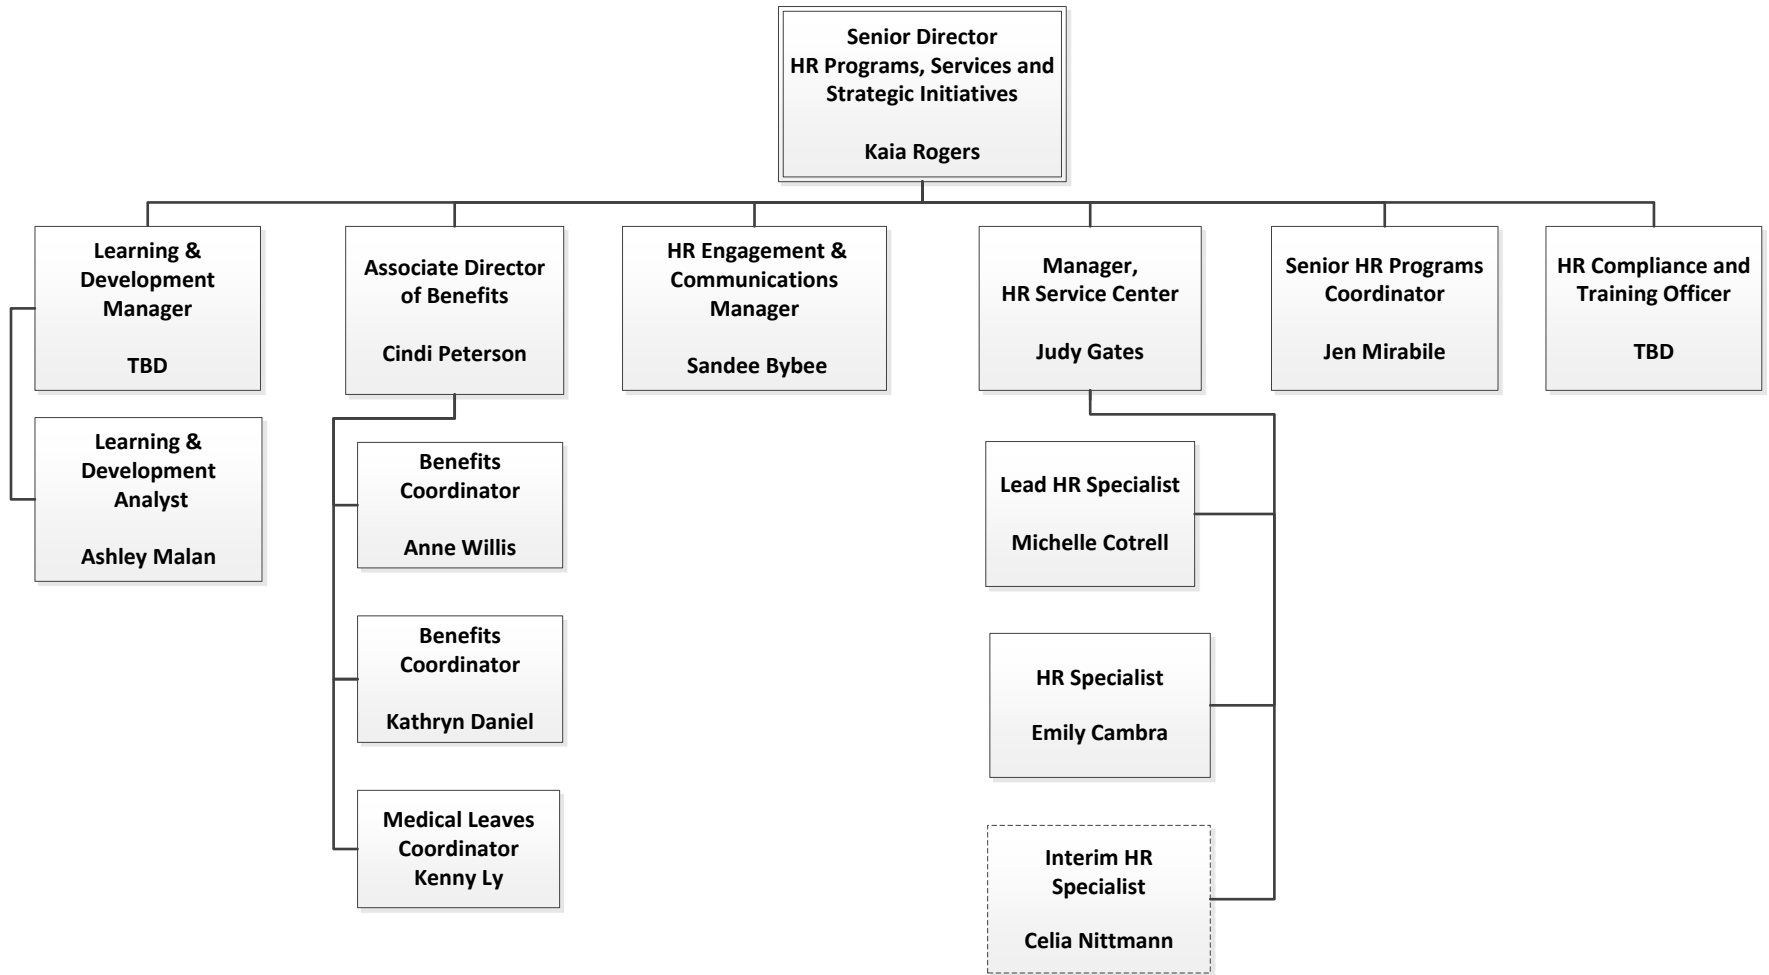 Senior Director
HR Programs, Services and
Strategic Initiatives
Kaia Rogers
Learning &
Development
Manager
TBD
Associate Director
of Benefits
Cindi Peterson
HR Engagement &
Communications
Manager
Sandee Bybee
Manager,
HR Service Center
Judy Gates
Senior HR Programs
Coordinator
Jen Mirabile
HR Compliance and
Training Officer
TBD
Learning &
Development
Analyst
Ashley Malan
Benefits
Coordinator
Anne Willis
Benefits
Coordinator
Kathryn Daniel
Medical Leaves
Coordinator
Kenny Ly
Lead HR Specialist
Michelle Cotrell
HR Specialist
Emily Cambra
Interim HR
Specialist
Celia Nittmann